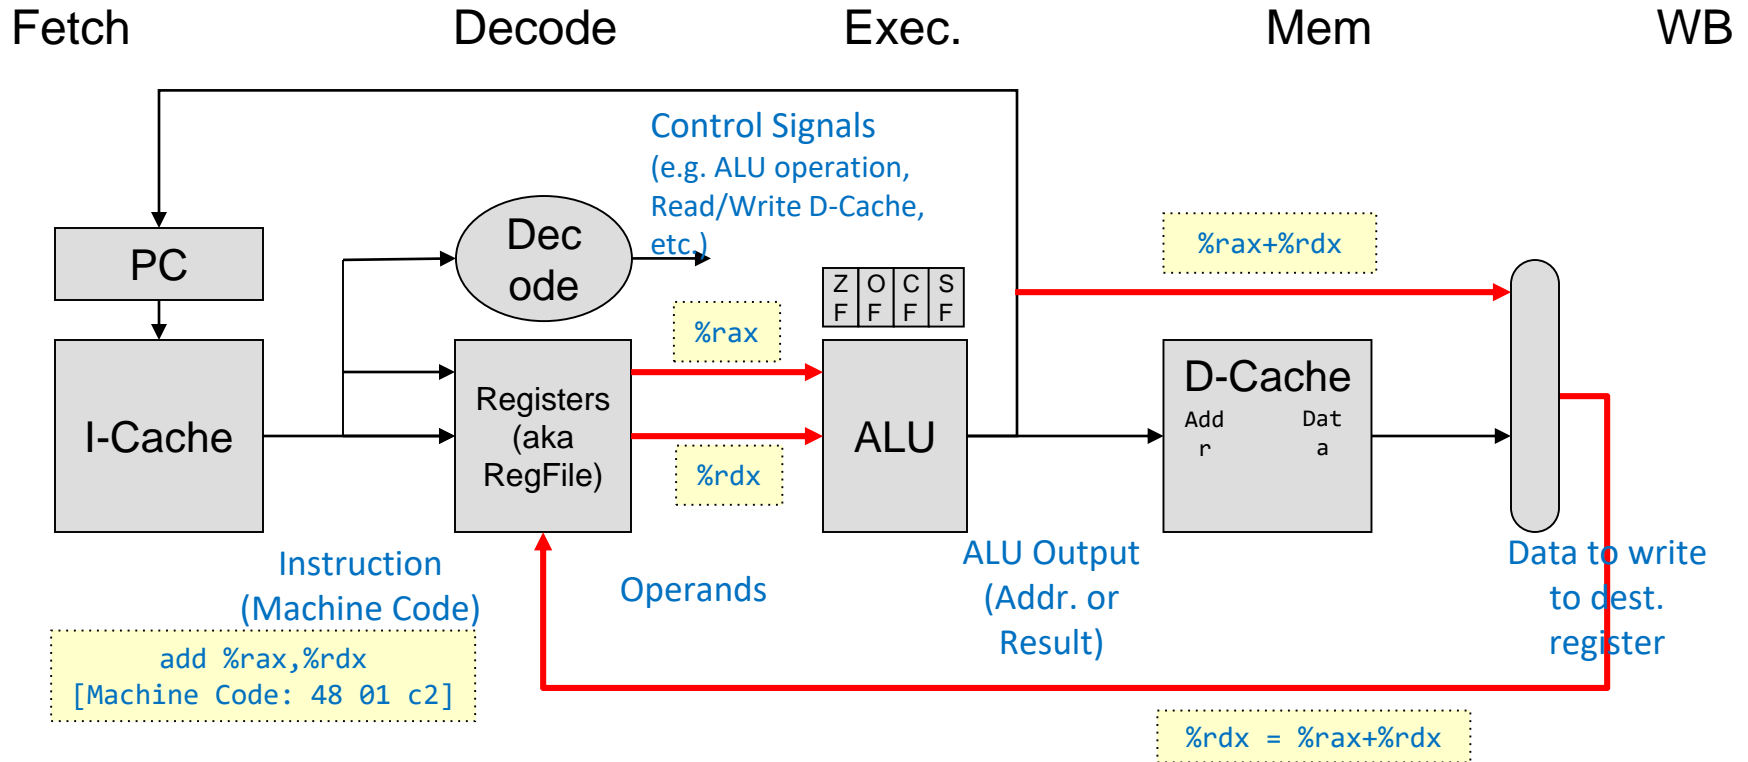 Fetch
Decode
Exec.
Mem
WB
Control Signals
(e.g. ALU operation,
Read/Write D-Cache,
etc.)
PC
Dec
ode
%rax+%rdx
Z O C S
F F F F
%rax
I-Cache
Registers
(aka
RegFile)
%rdx
ALU
D-Cache
Add
r
Dat
a
Instruction
(Machine Code)
Operands
ALU Output
(Addr. or
Result)
Data to write
to dest.
register
add %rax,%rdx
[Machine Code: 48 01 c2]
%rdx = %rax+%rdx